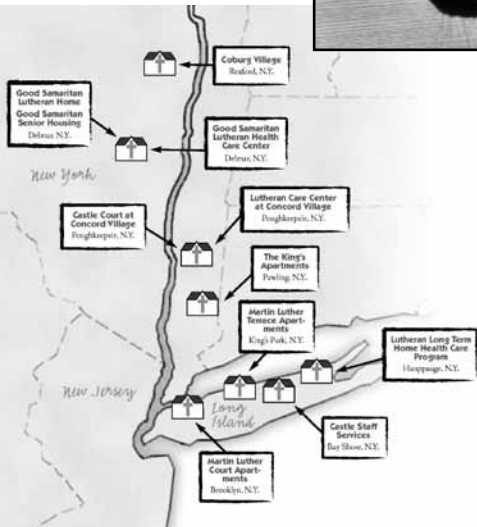 Coburg Village
Rexford, N.Y.
Good Samaritan
Lutheran Home
Good Samaritan
Senior Housing
Delmar, N.Y.
Good Samaritan
Lutheran Health
Care Center
Delmar, N.Y.
New York
Castle Court at
Concord Village
Poughkeepsie, N.Y.
Lutheran Care Center
at Concord Village
Poughkeepsie, N.Y.
The King's
Apartments
Pawling, N.Y.
Martin Luther
Terrace Apart-
ments
King's Park, N.Y.
Lutheran Long Term
Home Health Care
Program
Hauppauge, N.Y.
New Jersey
Long
Island
Castle Staff
Services
Bay Shore, N.Y.
Martin Luther
Court Apart-
ments
Brooklyn, N.Y.